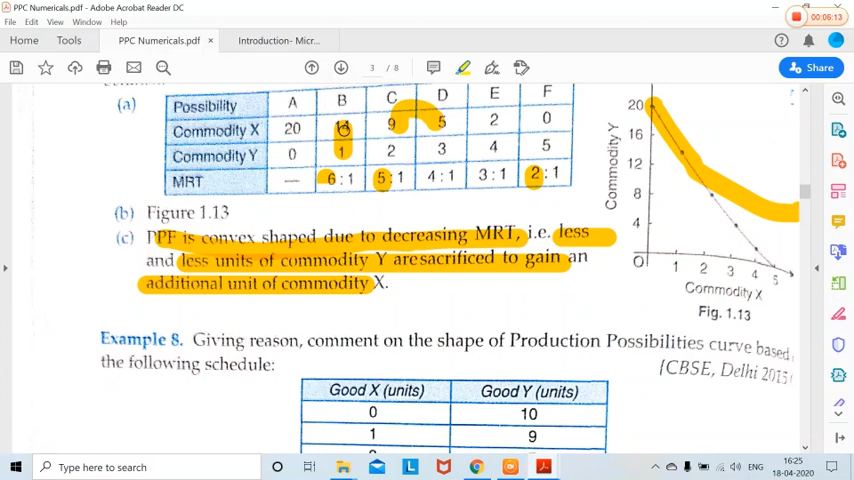 PPC Numericals.pdf - Adobe Acrobat Reader DC
00:06:13
File Edit View Window Help
Home Tools PPC Numericals.pdf × Introduction- Micr...
3 / 8
Share
(a)
Possibility A B C D E F
Commodity X 20 14 9 5 2 0
Commodity Y 0 1 2 3 4 5
MRT — 6 : 1 5 : 1 4 : 1 3 : 1 2 : 1
Commodity Y
20
16
12
8
4
O 1 2 3 4 5
Commodity X
Fig. 1.13
(b) Figure 1.13
(c) PPF is convex shaped due to decreasing MRT, i.e. less
and less units of commodity Y are sacrificed to gain an
additional unit of commodity X.
Example 8. Giving reason, comment on the shape of Production Possibilities curve based
the following schedule:
[CBSE, Delhi 2015
Good X (units) Good Y (units)
0 10
1 9
Type here to search
ENG
16:25
18-04-2020